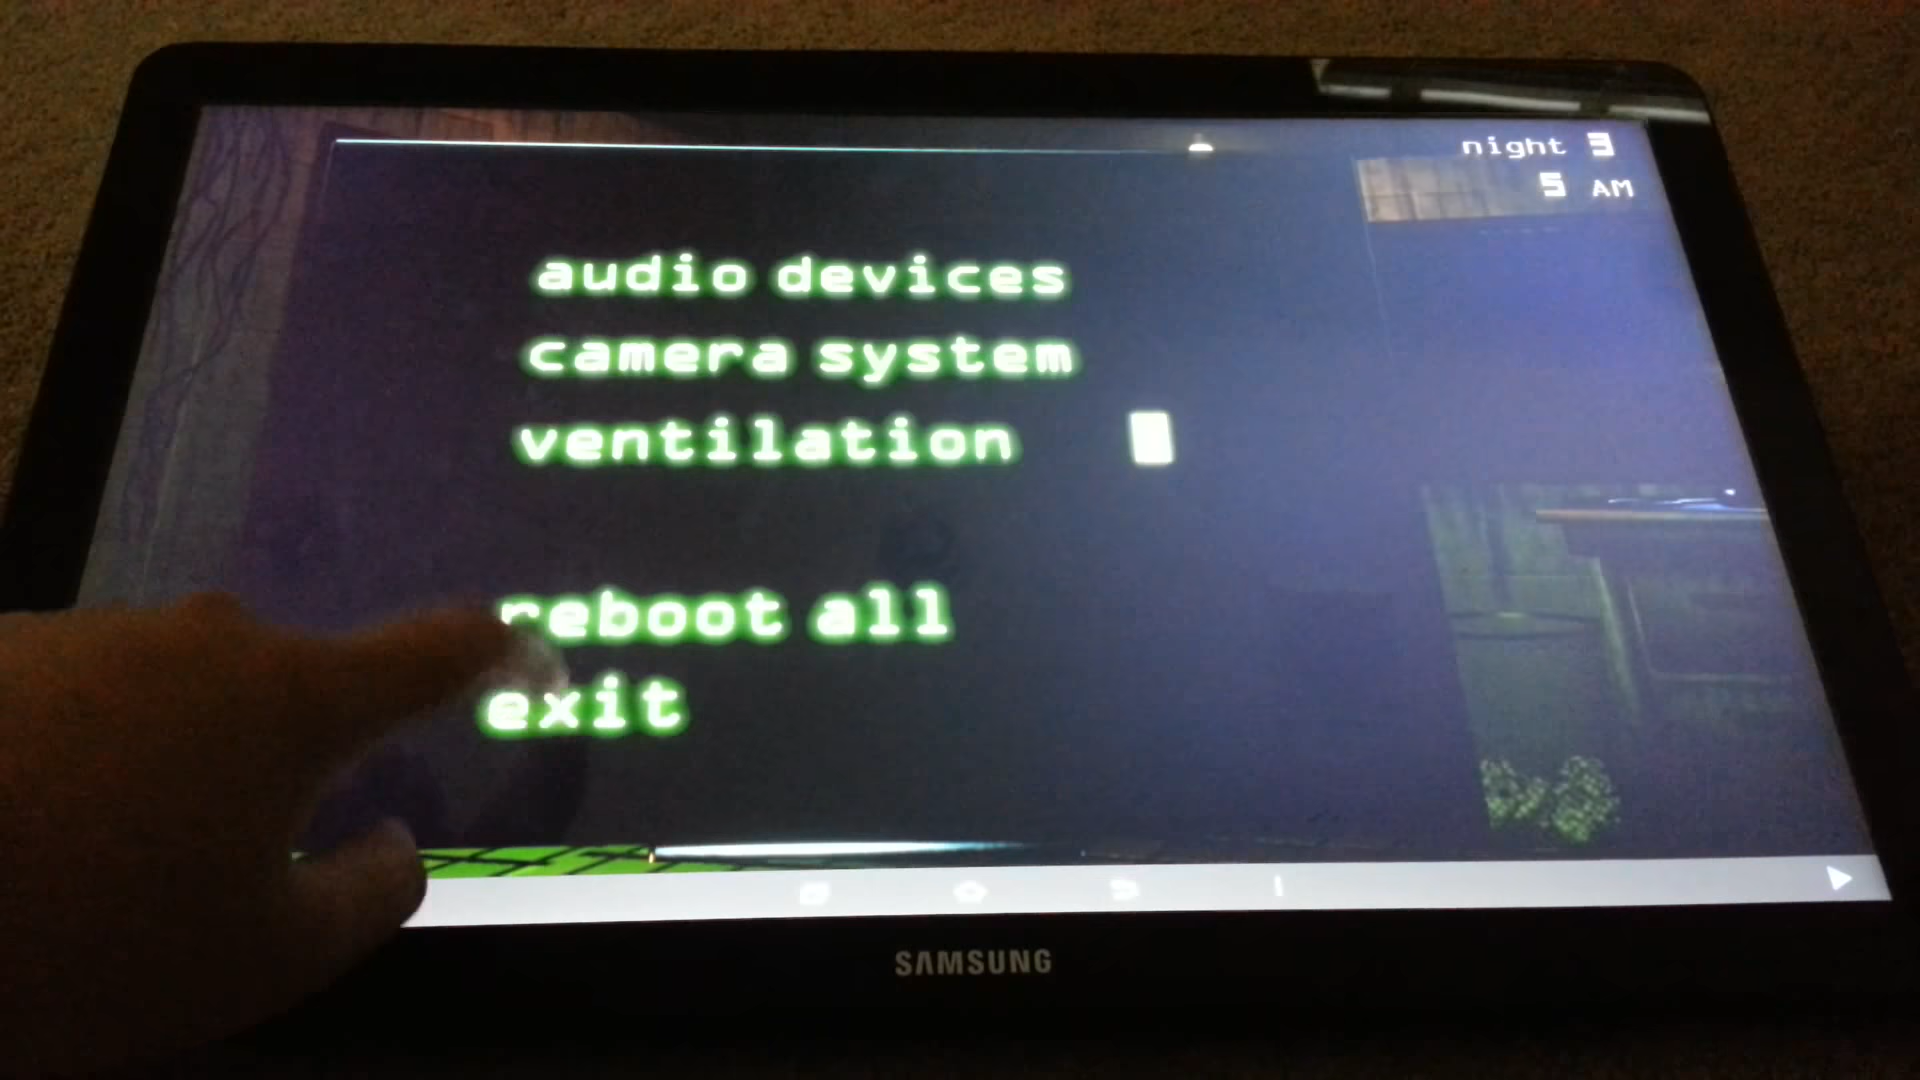 night 3
5 AM
audio devices
camera system
ventilation
reboot all
exit
SAMSUNG